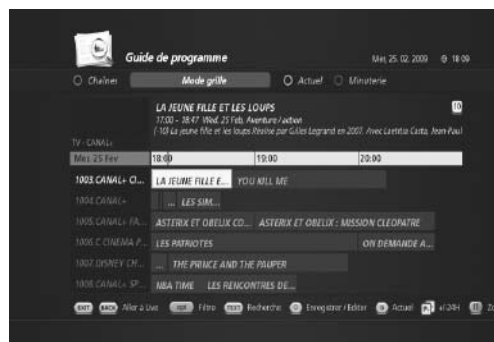 Guide de programme
Mer, 25. 02. 2009 18:09
Chaînes Mode grille Actuel Minuterie
LA JEUNE FILLE ET LES LOUPS
10
17:00 - 18:47 Wed. 25 Feb, Aventure / action
(-10) La jeune fille et les loups Réalisé par Gilles Legrand en 2007. Avec Laetitia Casta, Jean-Paul
TV - CANAL+
Mer. 25 Fev 18:00 19:00 20:00
1003.CANAL+ C... LA JEUNE FILLE E... YOU KILL ME
1004.CANAL+ ... LES SIM...
1005.CANAL+ FA... ASTERIX ET OBELIX CO... ASTERIX ET OBELIX : MISSION CLEOPATRE
1006.C CINEMA P... LES PATRIOTES ON DEMANDE A...
1007.DISNEY CH... ... THE PRINCE AND THE PAUPER
1008.CANAL+ SP... NBA TIME LES RENCONTRES DE...
EXIT BACK Aller à Live Filtre TEXT Recherche Enregistrer / Editer Actuel +/-24H